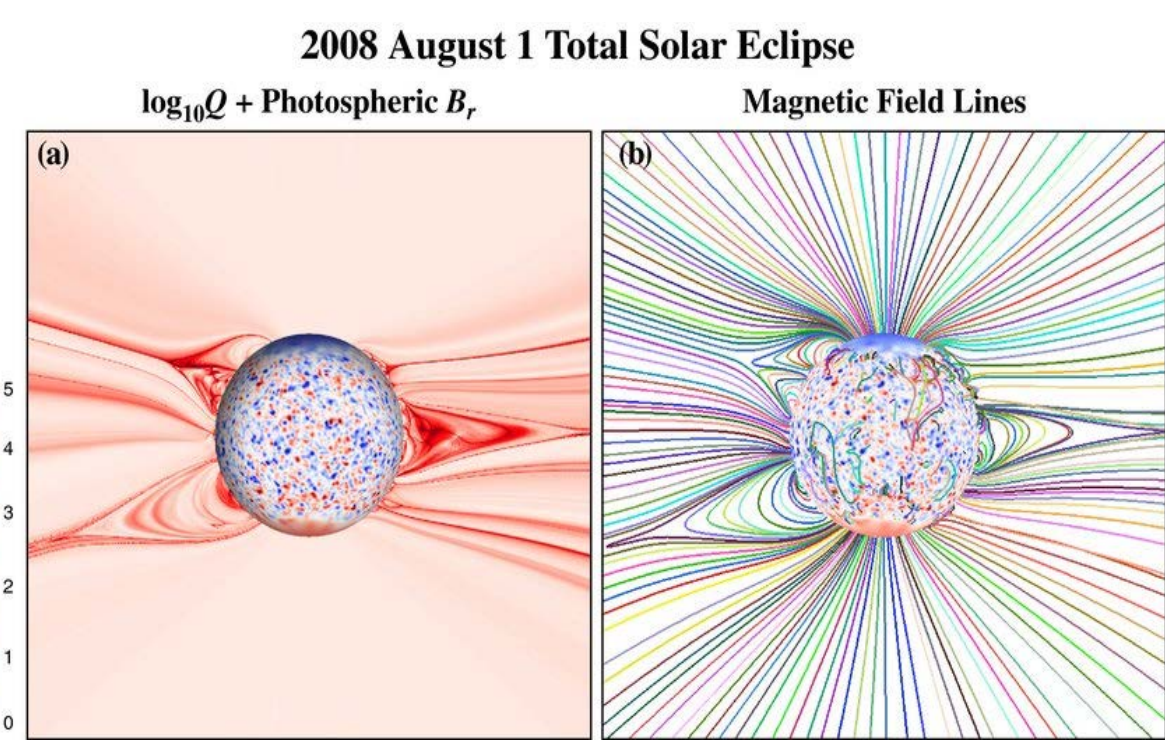 2008 August 1 Total Solar Eclipse
log₁₀Q + Photospheric Bᵣ
Magnetic Field Lines
(a)
(b)
5
4
3
2
1
0